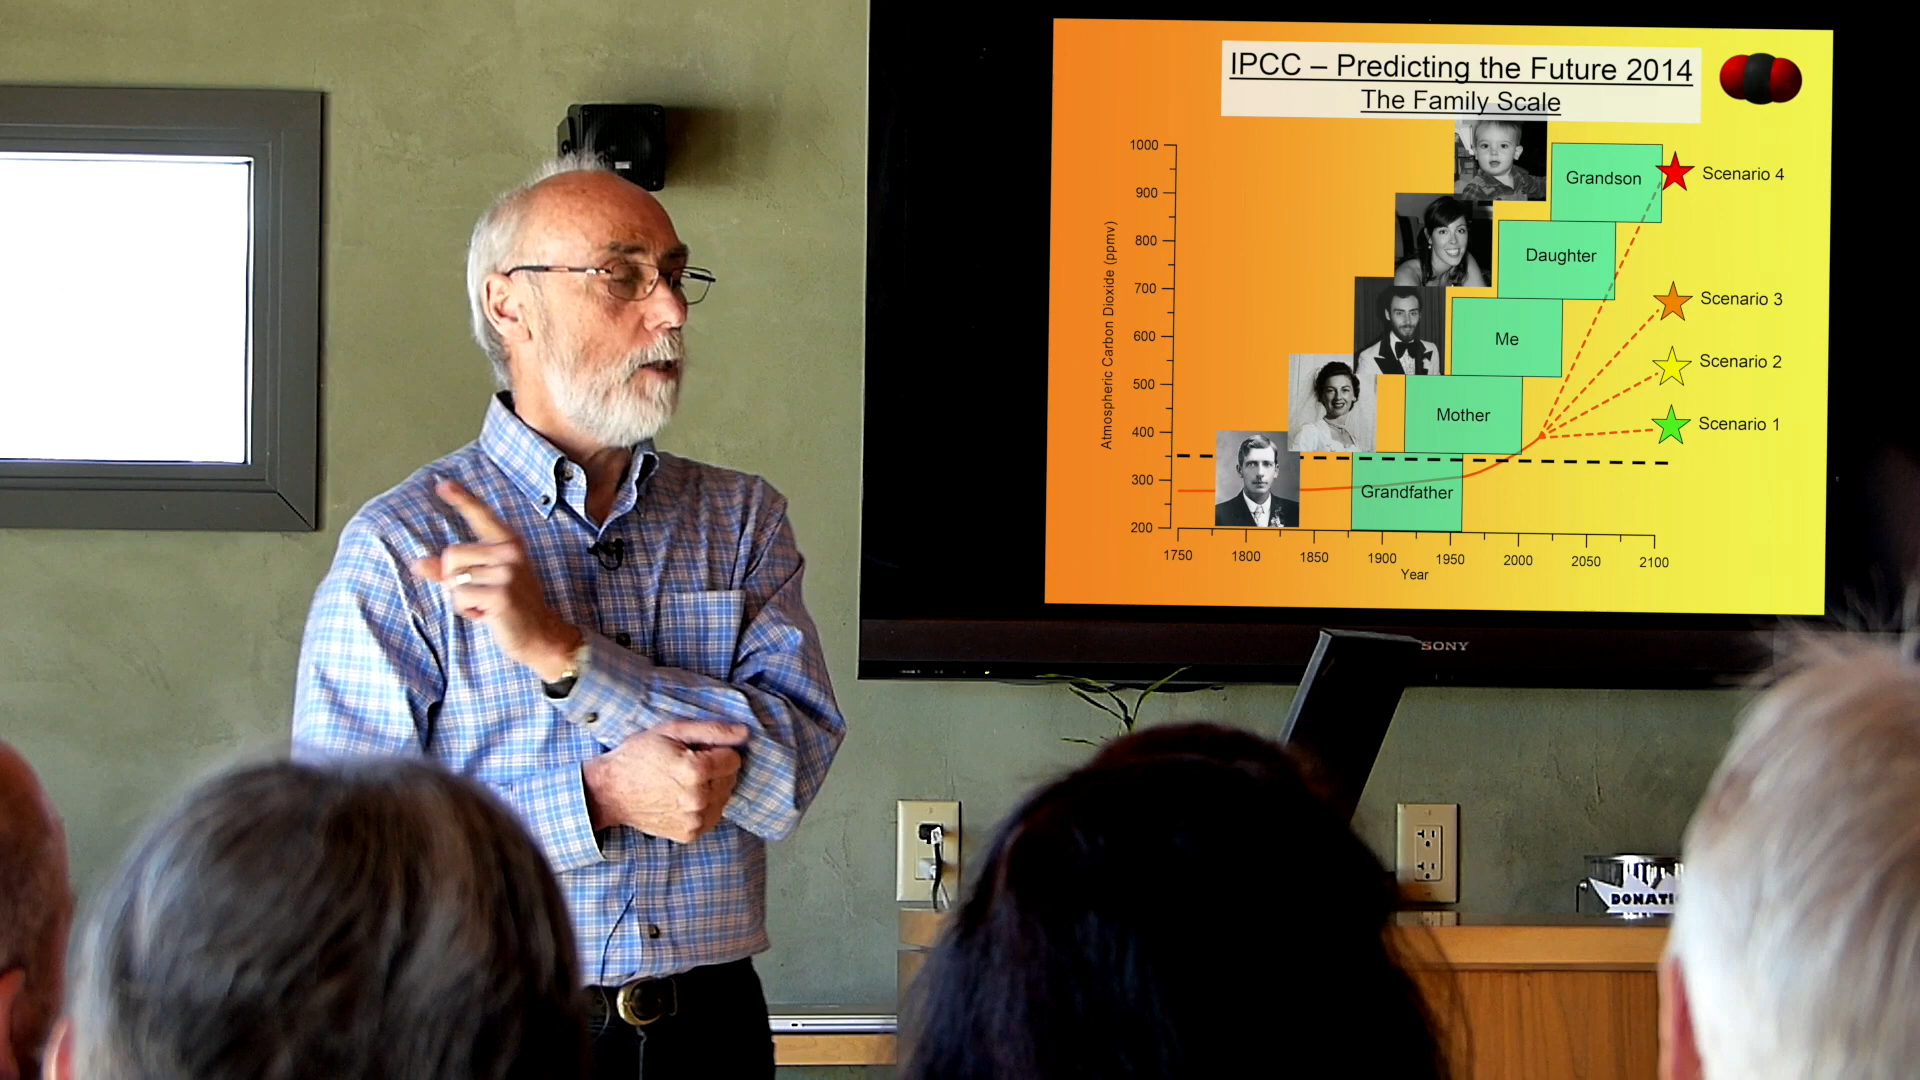 IPCC – Predicting the Future 2014
The Family Scale
1000
900
800
700
600
500
400
300
200
Atmospheric Carbon Dioxide (ppmv)
Grandson
Daughter
Me
Mother
Grandfather
Scenario 4
Scenario 3
Scenario 2
Scenario 1
1750 1800 1850 1900 1950 2000 2050 2100
Year
SONY
DONATI